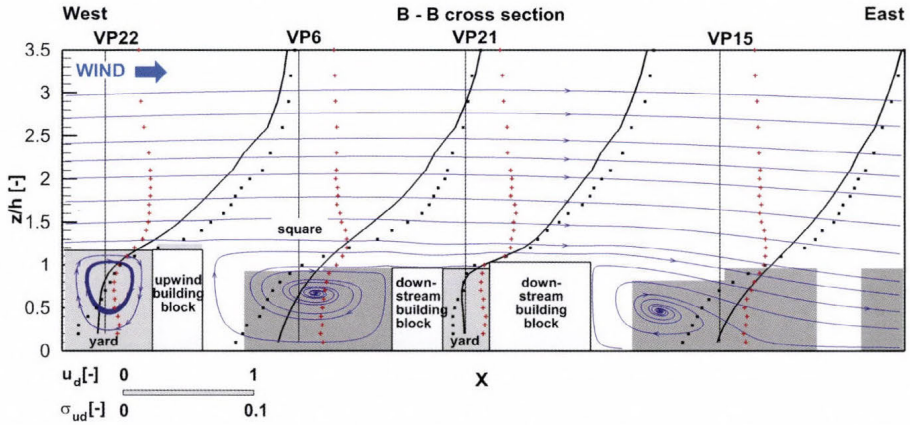 West B - B cross section East
VP22 VP6 VP21 VP15
3.5
WIND
3
2.5
2
z/h [-]
1.5
square
1
upwind
building
block
down-
stream
building
block
down-
stream
building
block
0.5
yard yard
0
u_d[-] 0 1 X
σ_ud[-] 0 0.1